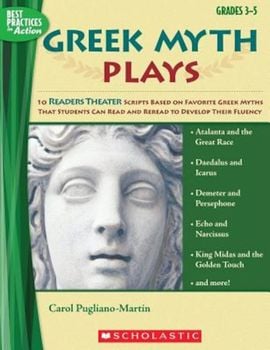 BEST
PRACTICES
in Action
GRADES 3–5
GREEK MYTH
PLAYS
10 READERS THEATER SCRIPTS BASED ON FAVORITE GREEK MYTHS
THAT STUDENTS CAN READ AND REREAD TO DEVELOP THEIR FLUENCY
• Atalanta and the
Great Race
• Daedalus and
Icarus
• Demeter and
Persephone
• Echo and
Narcissus
• King Midas and the
Golden Touch
• and more!
Carol Pugliano-Martin
SCHOLASTIC